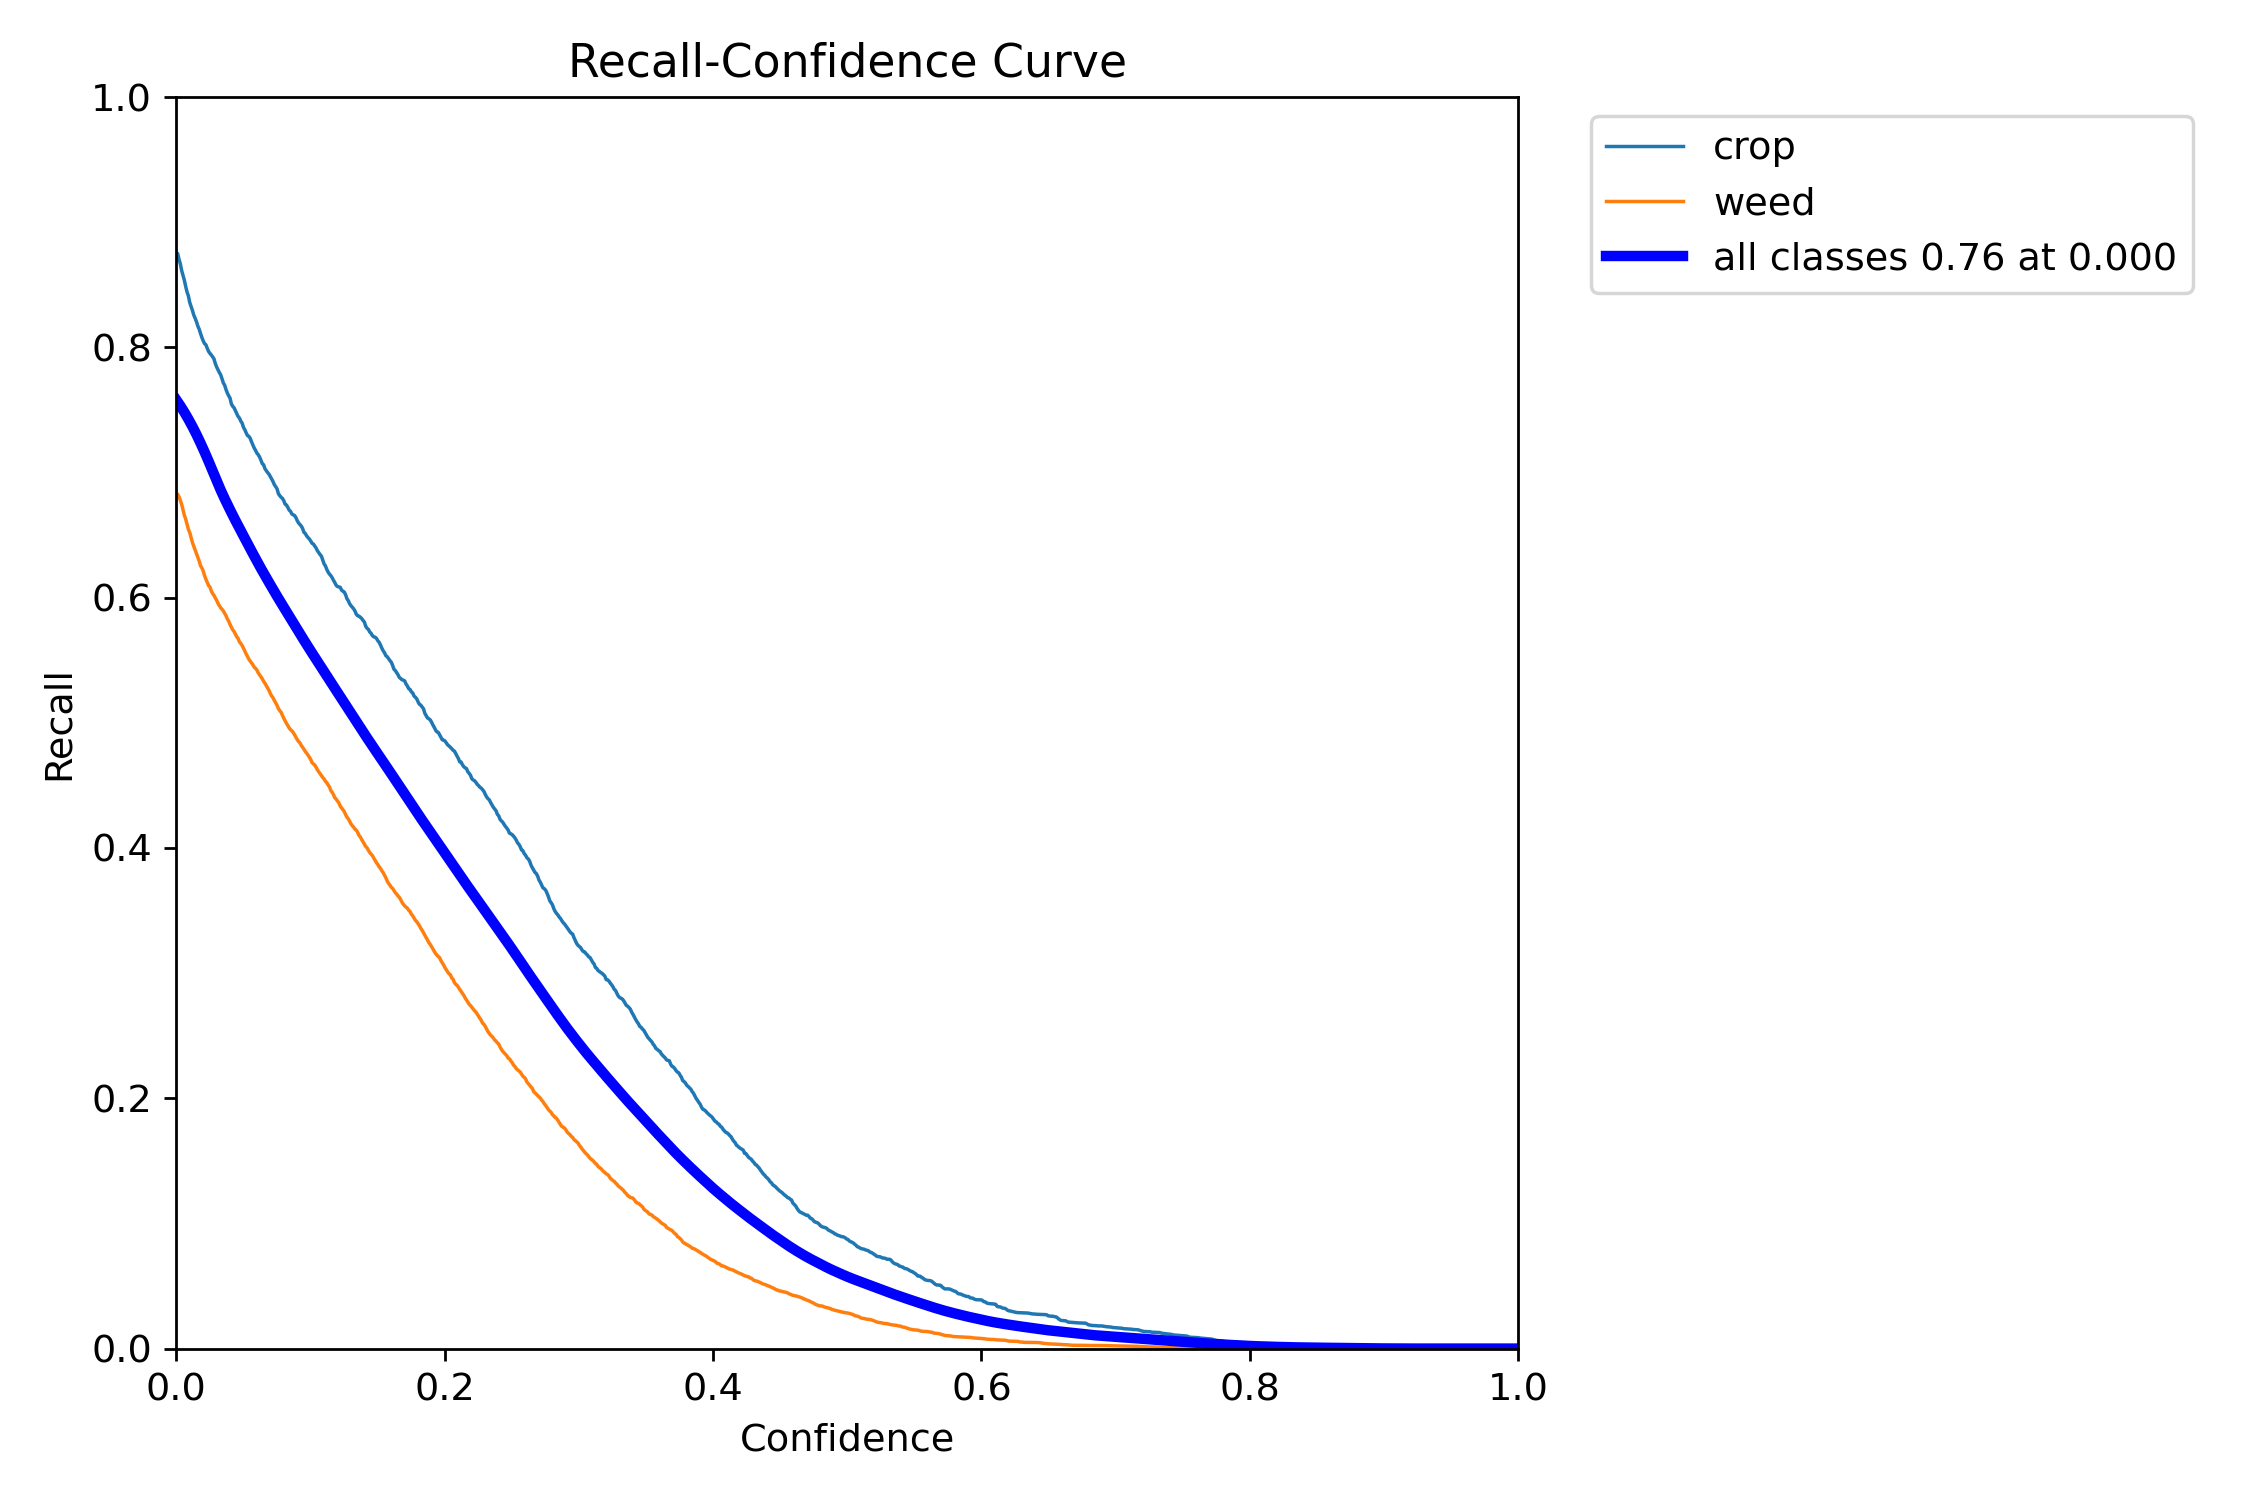 Recall-Confidence Curve
1.0
0.8
0.6
0.4
0.2
0.0
Recall
0.0 0.2 0.4 0.6 0.8 1.0
Confidence
crop
weed
all classes 0.76 at 0.000